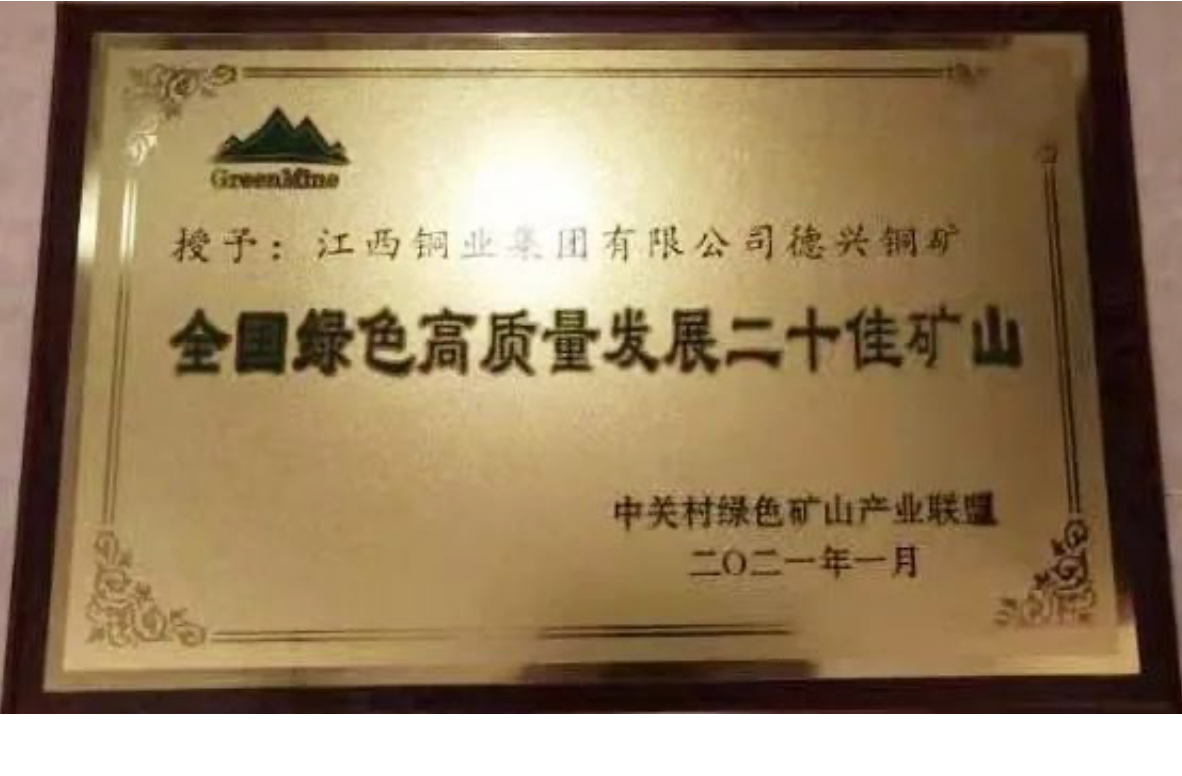 GreenMine
授予：江西铜业集团有限公司德兴铜矿
全国绿色高质量发展二十佳矿山
中关村绿色矿山产业联盟
二〇二一年一月